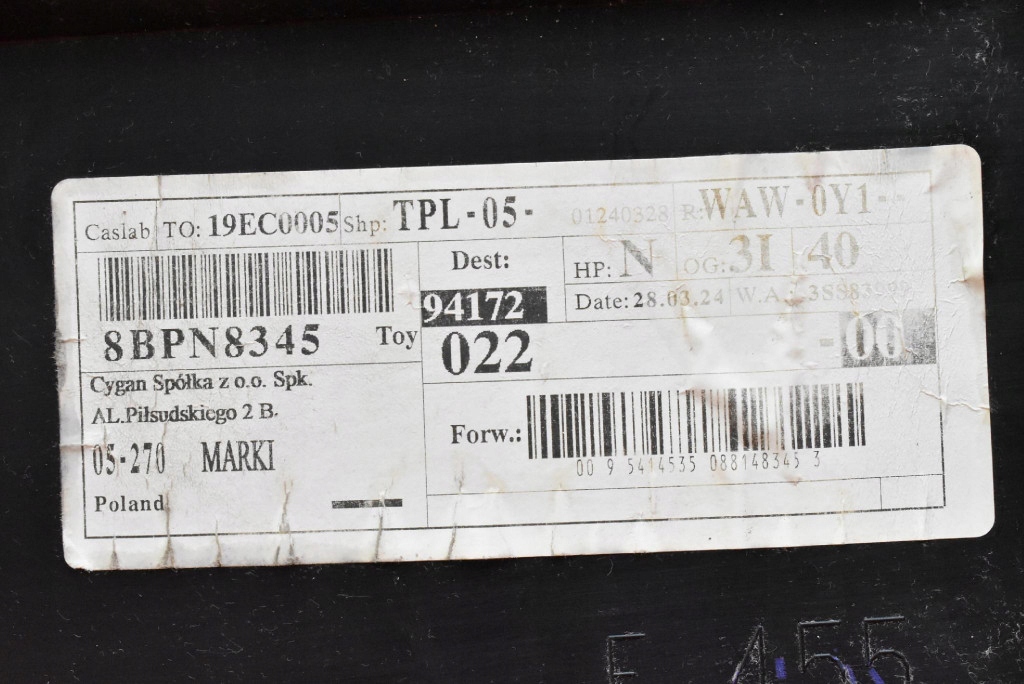 Caslab TO: 19EC0005 Shp: TPL-05- 01240328 R: WAW-0Y1--
Dest: HP: N OG: 31 40
94172 Date: 28.03.24 W.A.
8BPN8345 Toy 022 -00
Cygan Spółka z o.o. Spk.
AL.Piłsudskiego 2 B.
Forw.:
05-270 MARKI
00 9 5414535 088148345 3
Poland
F 455